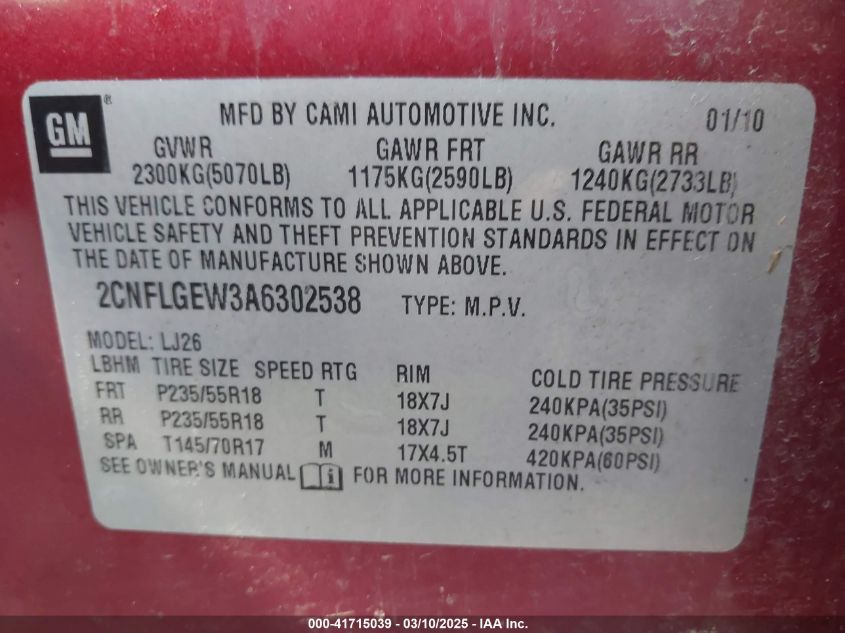 GM ® MFD BY CAMI AUTOMOTIVE INC. 01/10
GVWR GAWR FRT GAWR RR
2300KG(5070LB) 1175KG(2590LB) 1240KG(2733LB)
THIS VEHICLE CONFORMS TO ALL APPLICABLE U.S. FEDERAL MOTOR
VEHICLE SAFETY AND THEFT PREVENTION STANDARDS IN EFFECT ON
THE DATE OF MANUFACTURE SHOWN ABOVE.
2CNFLGEW3A6302538 TYPE: M.P.V.
MODEL: LJ26
LBHM TIRE SIZE SPEED RTG RIM COLD TIRE PRESSURE
FRT P235/55R18 T 18X7J 240KPA(35PSI)
RR P235/55R18 T 18X7J 240KPA(35PSI)
SPA T145/70R17 M 17X4.5T 420KPA(60PSI)
SEE OWNER'S MANUAL i FOR MORE INFORMATION.
000-41715039 — 03/10/2025 — IAA Inc.